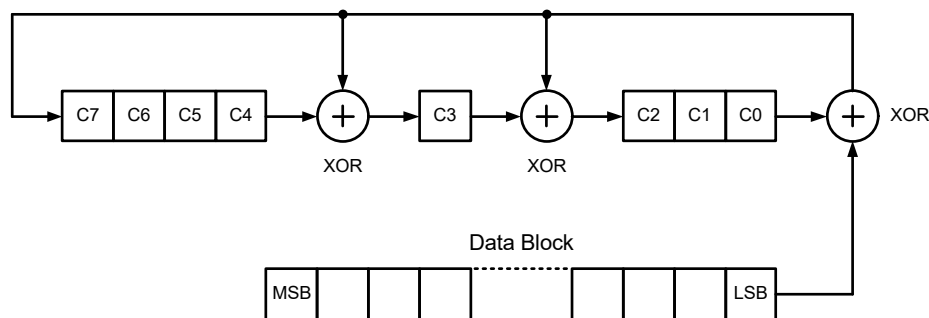 C7 C6 C5 C4 C3 C2 C1 C0 XOR
XOR XOR
Data Block
MSB LSB